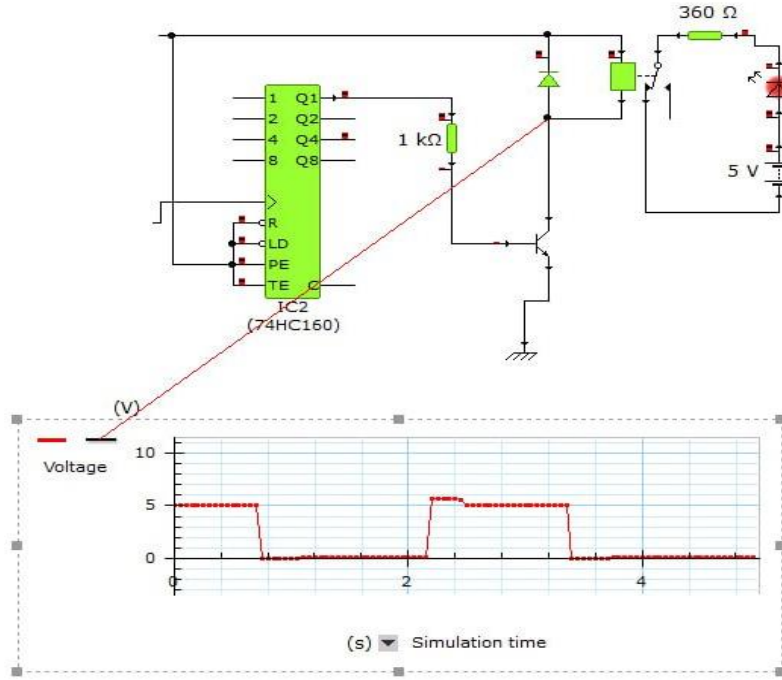 360 Ω
1 Q1
2 Q2
4 Q4
8 Q8
1 kΩ
5 V
R
LD
PE
TE C
IC2
(74HC160)
(V)
Voltage
10
5
0
0 2 4
(s) Simulation time